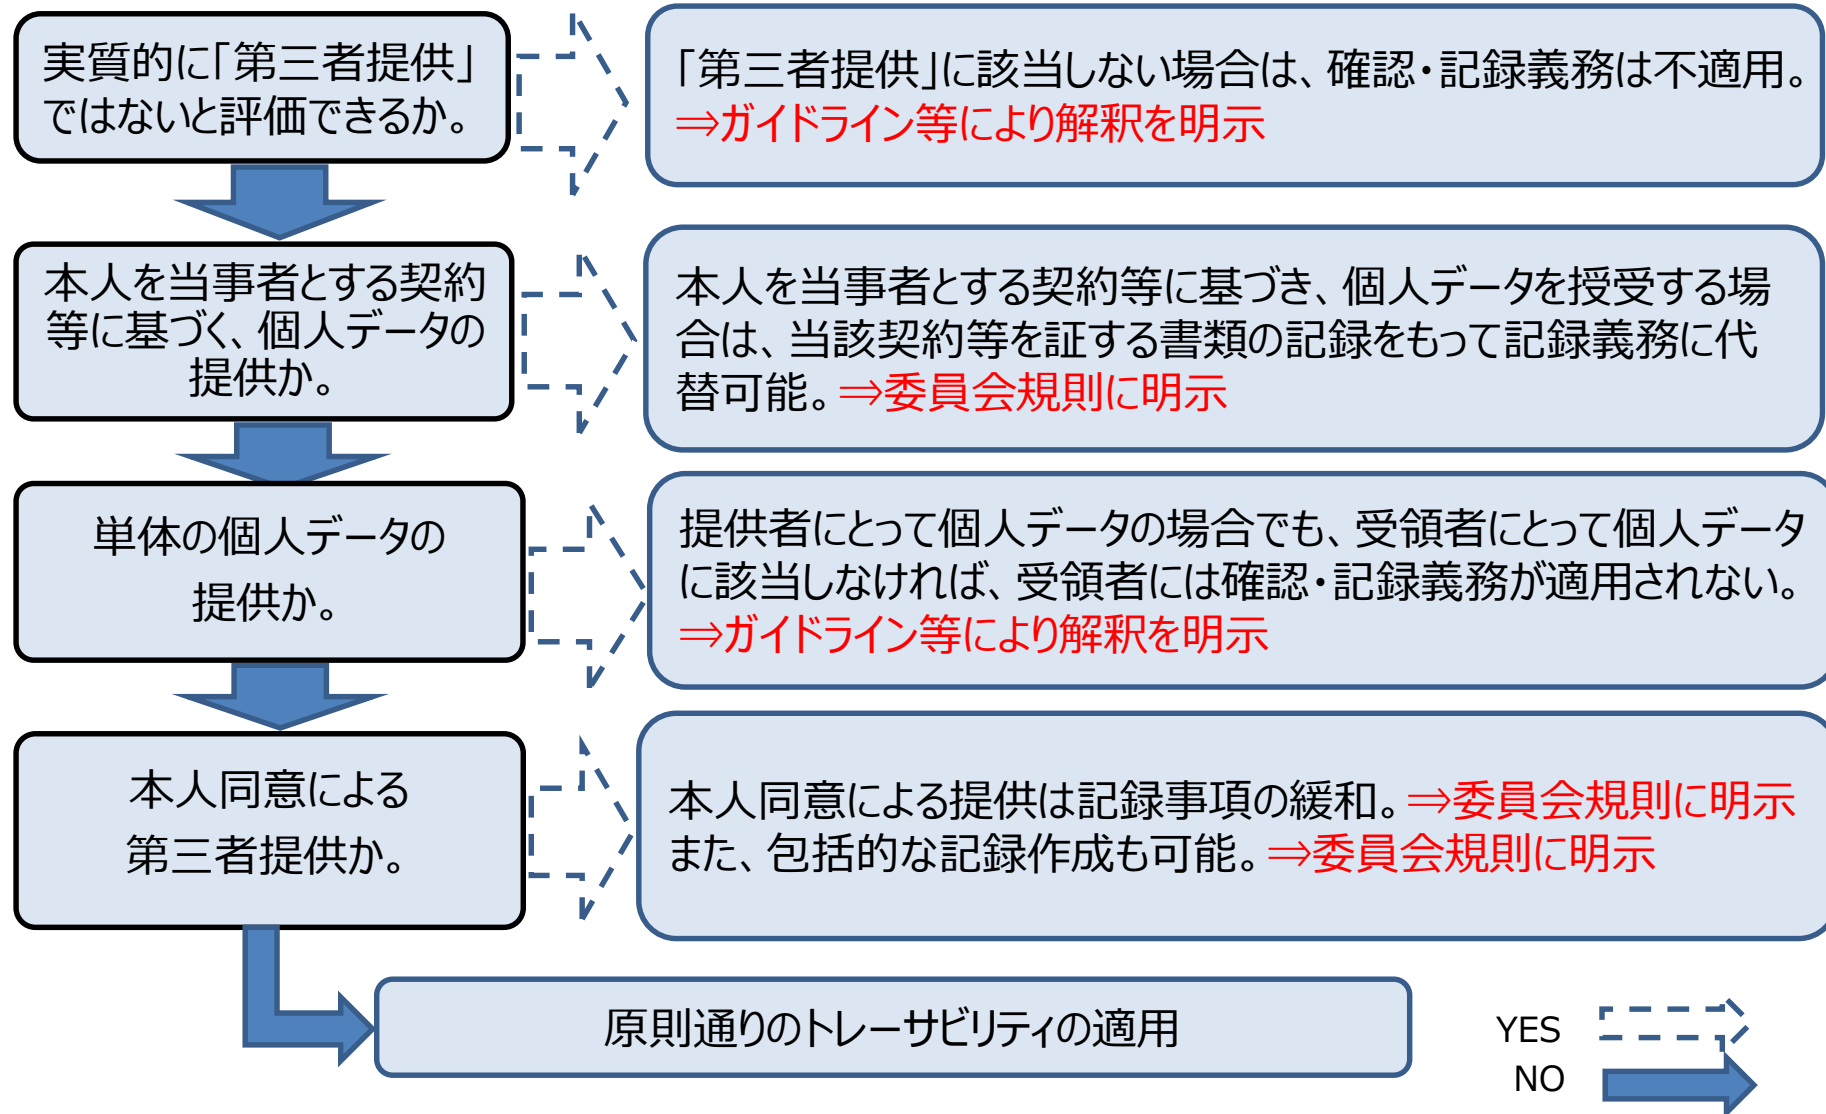 実質的に「第三者提供」
ではないと評価できるか。
「第三者提供」に該当しない場合は、確認・記録義務は不適用。
⇒ガイドライン等により解釈を明示
本人を当事者とする契約
等に基づく、個人データの
提供か。
本人を当事者とする契約等に基づき、個人データを授受する場
合は、当該契約等を証する書類の記録をもって記録義務に代
替可能。⇒委員会規則に明示
単体の個人データの
提供か。
提供者にとって個人データの場合でも、受領者にとって個人データ
に該当しなければ、受領者には確認・記録義務が適用されない。
⇒ガイドライン等により解釈を明示
本人同意による
第三者提供か。
本人同意による提供は記録事項の緩和。⇒委員会規則に明示
また、包括的な記録作成も可能。⇒委員会規則に明示
原則通りのトレーサビリティの適用
YES
NO